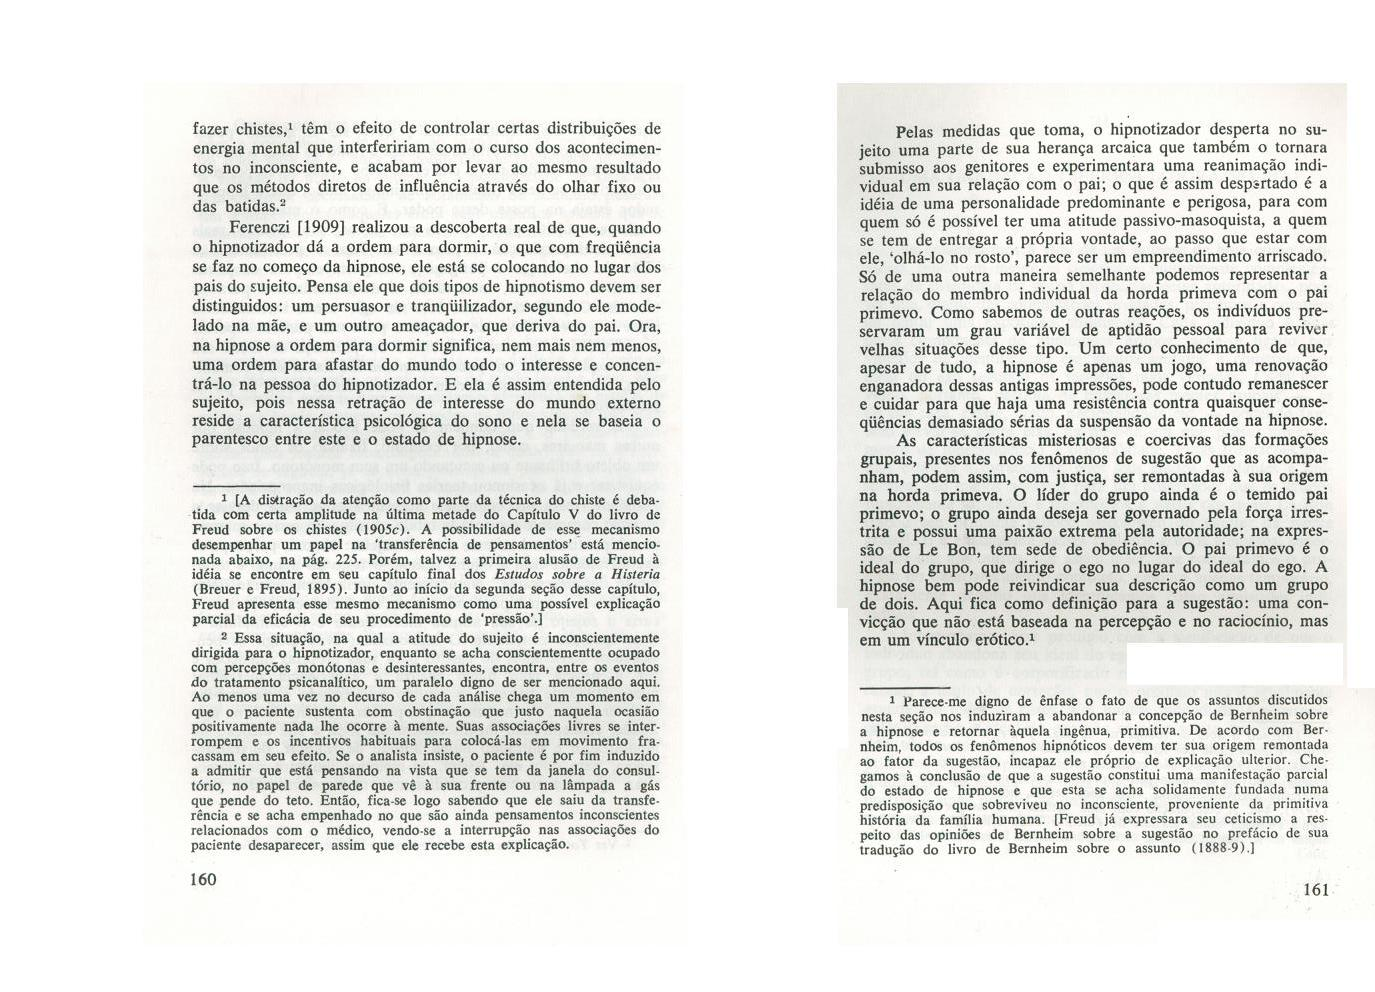 fazer chistes,¹ têm o efeito de controlar certas distribuições de
energia mental que interfeririam com o curso dos acontecimen-
tos no inconsciente, e acabam por levar ao mesmo resultado
que os métodos diretos de influência através do olhar fixo ou
das batidas.²
Ferenczi [1909] realizou a descoberta real de que, quando
o hipnotizador dá a ordem para dormir, o que com freqüência
se faz no começo da hipnose, ele está se colocando no lugar dos
pais do sujeito. Pensa ele que dois tipos de hipnotismo devem ser
distinguidos: um persuasor e tranqüilizador, segundo ele mode-
lado na mãe, e um outro ameaçador, que deriva do pai. Ora,
na hipnose a ordem para dormir significa, nem mais nem menos,
uma ordem para afastar do mundo todo o interesse e concen-
trá-lo na pessoa do hipnotizador. E ela é assim entendida pelo
sujeito, pois nessa retração de interesse do mundo externo
reside a característica psicológica do sono e nela se baseia o
parentesco entre este e o estado de hipnose.
¹ [A distração da atenção como parte da técnica do chiste é deba-
tida com certa amplitude na última metade do Capítulo V do livro de
Freud sobre os chistes (1905c). A possibilidade de esse mecanismo
desempenhar um papel na ‘transferência de pensamentos’ está mencio-
nada abaixo, na pág. 225. Porém, talvez a primeira alusão de Freud à
idéia se encontre em seu capítulo final dos Estudos sobre a Histeria
(Breuer e Freud, 1895). Junto ao início da segunda seção desse capítulo,
Freud apresenta esse mesmo mecanismo como uma possível explicação
parcial da eficácia de seu procedimento de ‘pressão’.]
² Essa situação, na qual a atitude do sujeito é inconscientemente
dirigida para o hipnotizador, enquanto se acha conscientemtte ocupado
com percepções monótonas e desinteressantes, encontra, entre os eventos
do tratamento psicanalítico, um paralelo digno de ser mencionado aqui.
Ao menos uma vez no decurso de cada análise chega um momento em
que o paciente sustenta com obstinação que justo naquela ocasião
positivamente nada lhe ocorre à mente. Suas associações livres se inter-
rompem e os incentivos habituais para colocá-las em movimento fra-
cassam em seu efeito. Se o analista insiste, o paciente é por fim induzido
a admitir que está pensando na vista que se tem da janela do consul-
tório, no papel de parede que vê à sua frente ou na lâmpada a gás
que pende do teto. Então, fica-se logo sabendo que ele saiu da transfe-
rência e se acha empenhado no que são ainda pensamentos inconscientes
relacionados com o médico, vendo-se a interrupção nas associações do
paciente desaparecer, assim que ele recebe esta explicação.
160
Pelas medidas que toma, o hipnotizador desperta no su-
jeito uma parte de sua herança arcaica que também o tornara
submisso aos genitores e experimentara uma reanimação indi-
vidual em sua relação com o pai; o que é assim despertado é a
idéia de uma personalidade predominante e perigosa, para com
quem só é possível ter uma atitude passivo-masoquista, a quem
se tem de entregar a própria vontade, ao passo que estar com
ele, ‘olhá-lo no rosto’, parece ser um empreendimento arriscado.
Só de uma outra maneira semelhante podemos representar a
relação do membro individual da horda primeva com o pai
primevo. Como sabemos de outras reações, os indivíduos pre-
servaram um grau variável de aptidão pessoal para reviver
velhas situações desse tipo. Um certo conhecimento de que,
apesar de tudo, a hipnose é apenas um jogo, uma renovação
enganadora dessas antigas impressões, pode contudo remanescer
e cuidar para que haja uma resistência contra quaisquer conse-
qüências demasiado sérias da suspensão da vontade na hipnose.
As características misteriosas e coercivas das formações
grupais, presentes nos fenômenos de sugestão que as acompa-
nham, podem assim, com justiça, ser remontadas à sua origem
na horda primeva. O líder do grupo ainda é o temido pai
primevo; o grupo ainda deseja ser governado pela força irres-
trita e possui uma paixão extrema pela autoridade; na expres-
são de Le Bon, tem sede de obediência. O pai primevo é o
ideal do grupo, que dirige o ego no lugar do ideal do ego. A
hipnose bem pode reivindicar sua descrição como um grupo
de dois. Aqui fica como definição para a sugestão: uma con-
vicção que não está baseada na percepção e no raciocínio, mas
em um vínculo erótico.¹
¹ Parece-me digno de ênfase o fato de que os assuntos discutidos
nesta seção nos induziram a abandonar a concepção de Bernheim sobre
a hipnose e retornar àquela ingênua, primitiva. De acordo com Ber-
nheim, todos os fenômenos hipnóticos devem ter sua origem remontada
ao fator da sugestão, incapaz ele próprio de explicação ulterior. Che-
gamos à conclusão de que a sugestão constitui uma manifestação parcial
do estado de hipnose e que esta se acha solidamente fundada numa
predisposição que sobreviveu no inconsciente, proveniente da primitiva
história da família humana. [Freud já expressara seu ceticismo a res-
peito das opiniões de Bernheim sobre a sugestão no prefácio de sua
tradução do livro de Bernheim sobre o assunto (1888-9).]
161